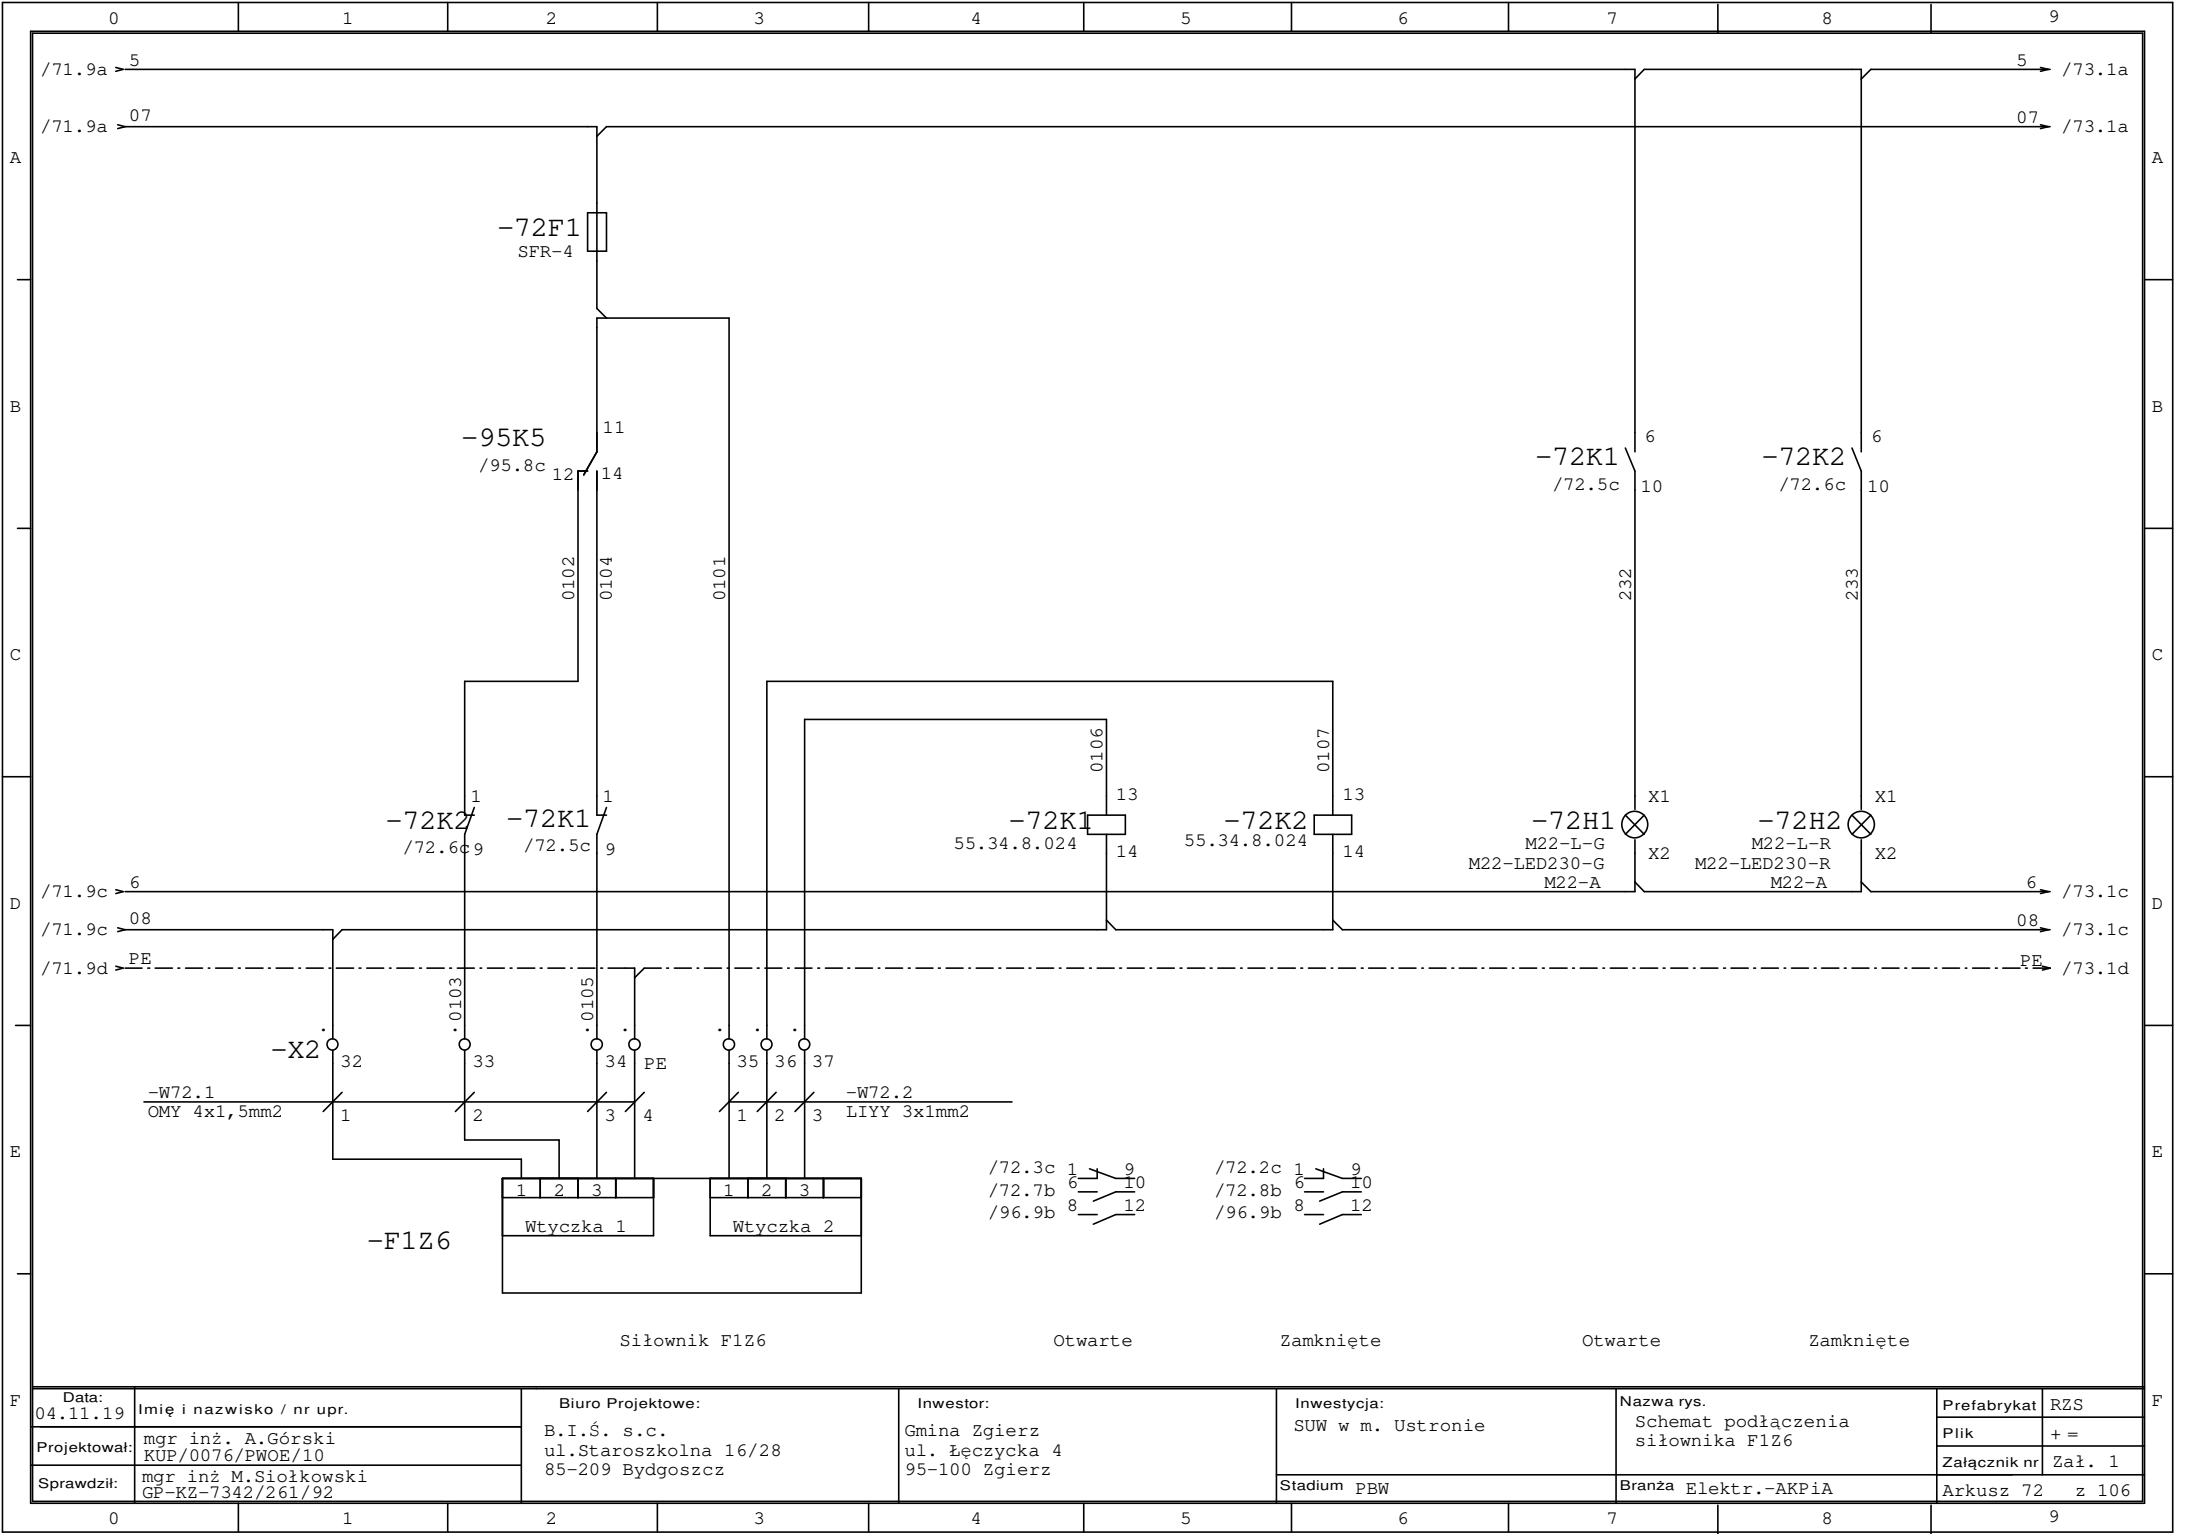 0 1 2 3 4 5 6 7 8 9
/71.9a 5 5 /73.1a
/71.9a 07 07 /73.1a
A A
-72F1
SFR-4
B B
-95K5 11
/95.8c 12 14
-72K1 6
/72.5c 10
-72K2 6
/72.6c 10
0102 0104 0101 232 233
C C
0106 0107
-72K2 1
/72.6c 9
-72K1 1
/72.5c 9
-72K1 13
55.34.8.024 14
-72K2 13
55.34.8.024 14
-72H1 X1
M22-L-G X2
M22-LED230-G
M22-A
-72H2 X1
M22-L-R X2
M22-LED230-R
M22-A
/71.9c 6 6 /73.1c
D D
/71.9c 08 08 /73.1c
/71.9d PE PE /73.1d
.0103 .0105
-X2 32 33 34 PE 35 36 37
-W72.1
OMY 4x1,5mm2
1 2 3 4 1 2 3
-W72.2
LIYY 3x1mm2
E E
1 2 3 1 2 3
Wtyczka 1 Wtyczka 2
-F1Z6
/72.3c 1 9
/72.7b 6 10
/96.9b 8 12
/72.2c 1 9
/72.8b 6 10
/96.9b 8 12
Siłownik F1Z6 Otwarte Zamknięte Otwarte Zamknięte
F F
Data:
04.11.19
Imię i nazwisko / nr upr.
Projektował:
mgr inż. A.Górski
KUP/0076/PWOE/10
Sprawdził:
mgr inż M.Siołkowski
GP-KZ-7342/261/92
Biuro Projektowe:
B.I.Ś. s.c.
ul.Staroszkolna 16/28
85-209 Bydgoszcz
Inwestor:
Gmina Zgierz
ul. Łęczycka 4
95-100 Zgierz
Inwestycja:
SUW w m. Ustronie
Stadium PBW
Nazwa rys.
Schemat podłączenia
siłownika F1Z6
Branża Elektr.-AKPiA
Prefabrykat RZS
Plik + =
Załącznik nr Zał. 1
Arkusz 72 z 106
0 1 2 3 4 5 6 7 8 9